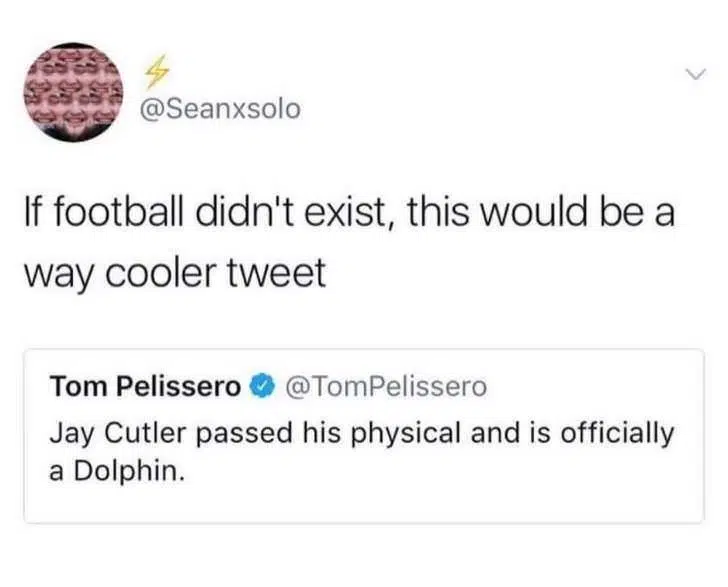 @Seanxsolo
If football didn't exist, this would be a
way cooler tweet
Tom Pelissero @TomPelissero
Jay Cutler passed his physical and is officially
a Dolphin.